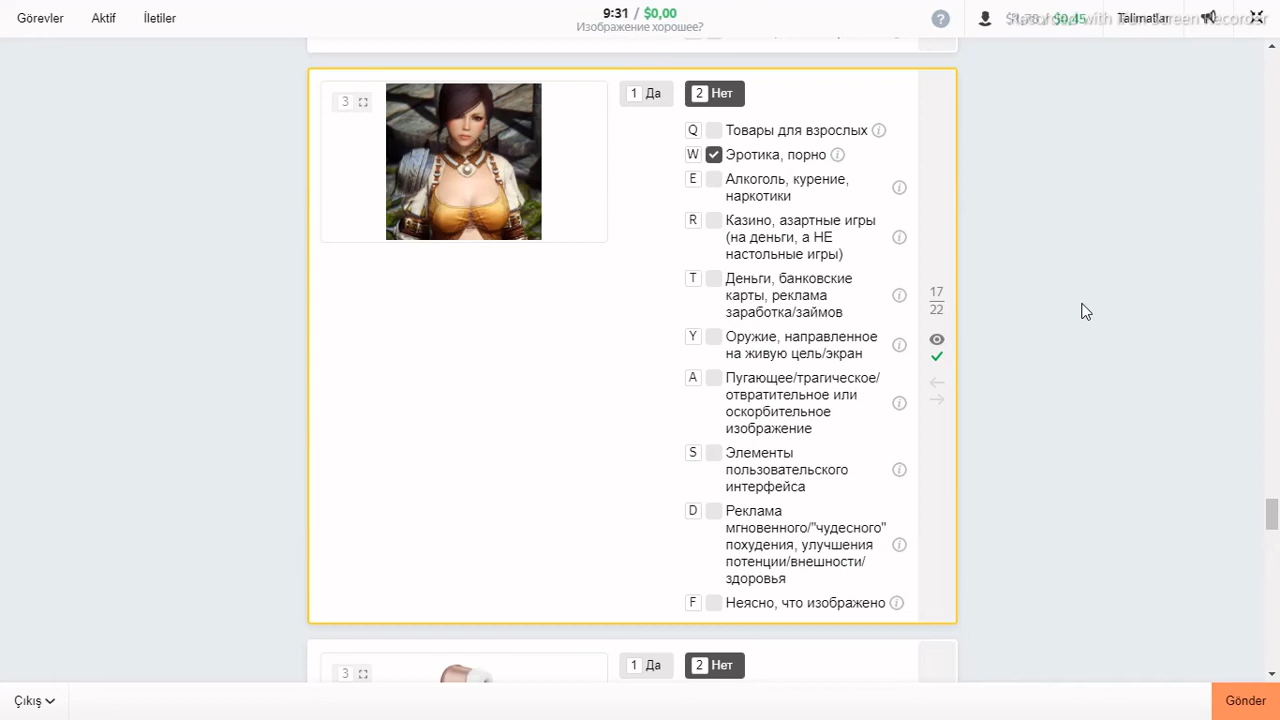 Görevler Aktif İletiler
9:31 / $0,00
Изображение хорошее?
Talimatlar
3
1 Да 2 Нет
Q Товары для взрослых
W Эротика, порно
E Алкоголь, курение,
наркотики
R Казино, азартные игры
(на деньги, а НЕ
настольные игры)
T Деньги, банковские
карты, реклама
заработка/займов
Y Оружие, направленное
на живую цель/экран
A Пугающее/трагическое/
отвратительное или
оскорбительное
изображение
S Элементы
пользовательского
интерфейса
D Реклама
мгновенного/"чудесного"
похудения, улучшения
потенции/внешности/
здоровья
F Неясно, что изображено
17
22
3
1 Да 2 Нет
Çıkış
Gönder